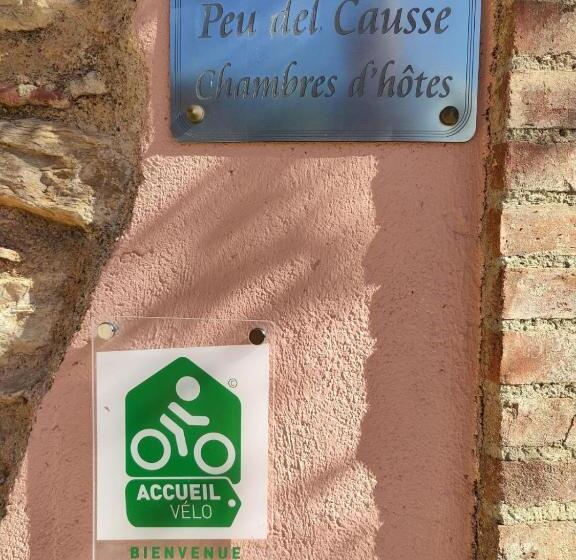 Peu del Causse
Chambres d'hôtes
©
ACCUEIL
VÉLO
BIENVENUE